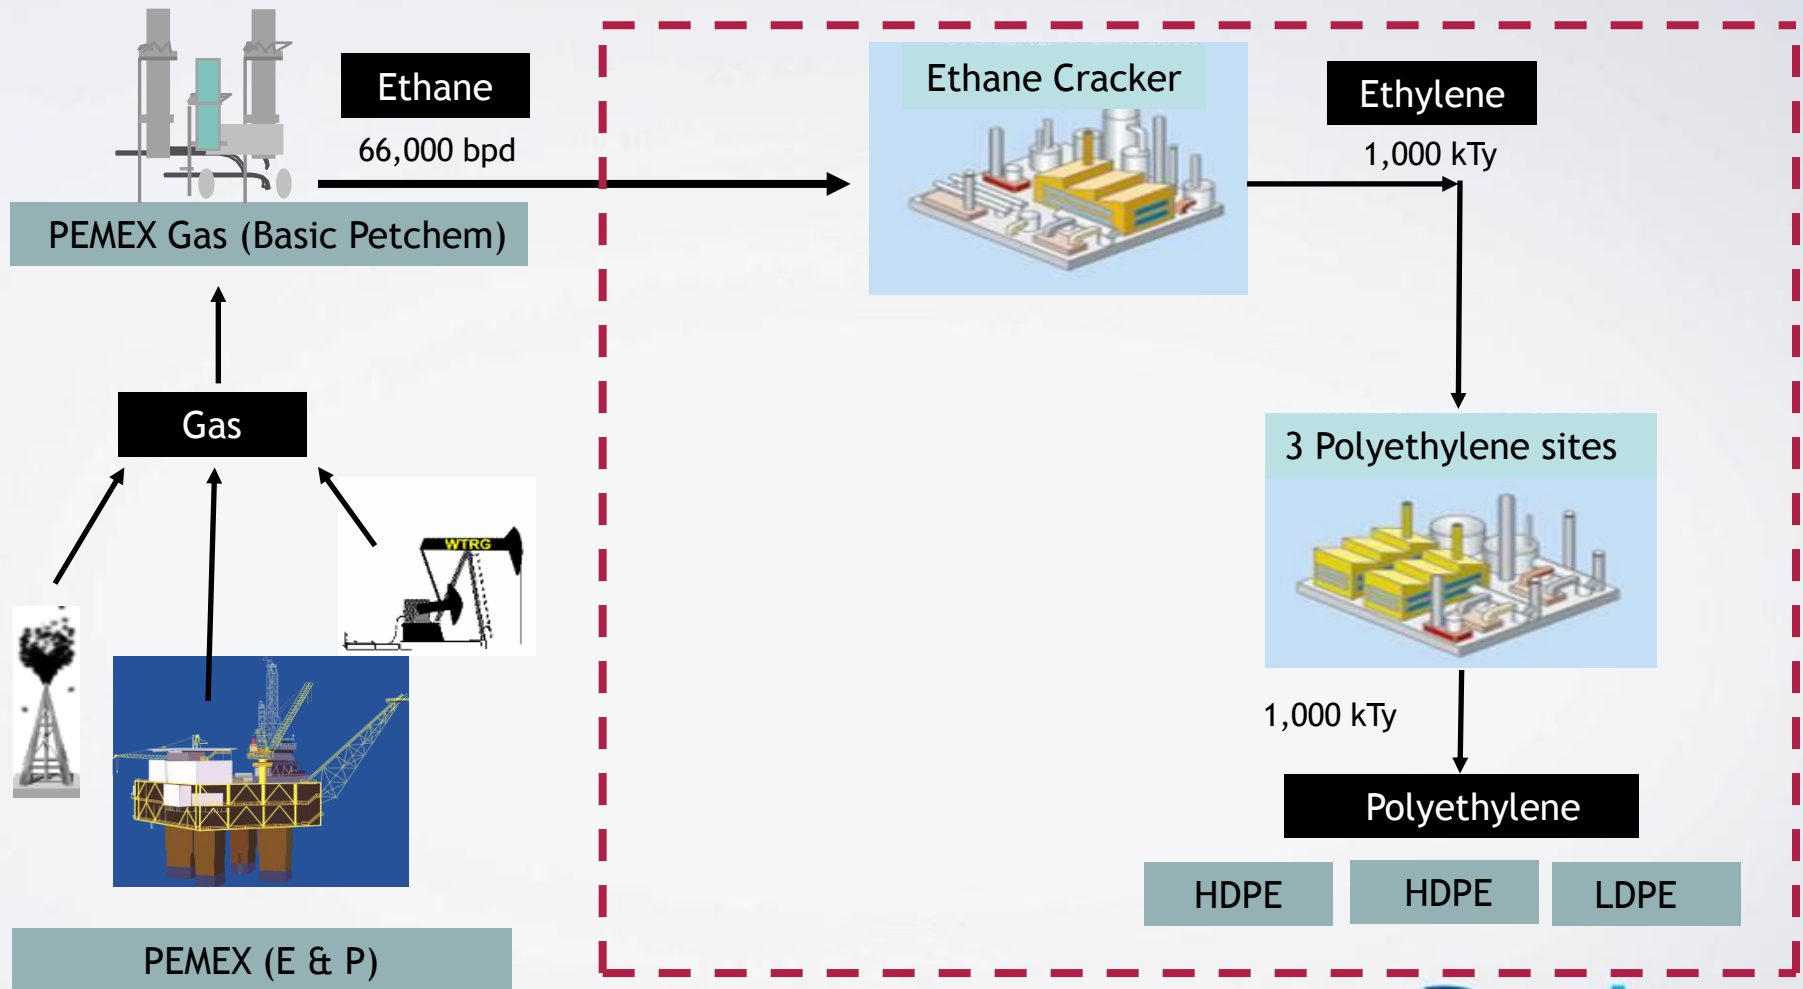 Ethane
66,000 bpd
PEMEX Gas (Basic Petchem)
Gas
WTRG
PEMEX (E & P)
Ethane Cracker
Ethylene
1,000 kTy
3 Polyethylene sites
1,000 kTy
Polyethylene
HDPE
HDPE
LDPE